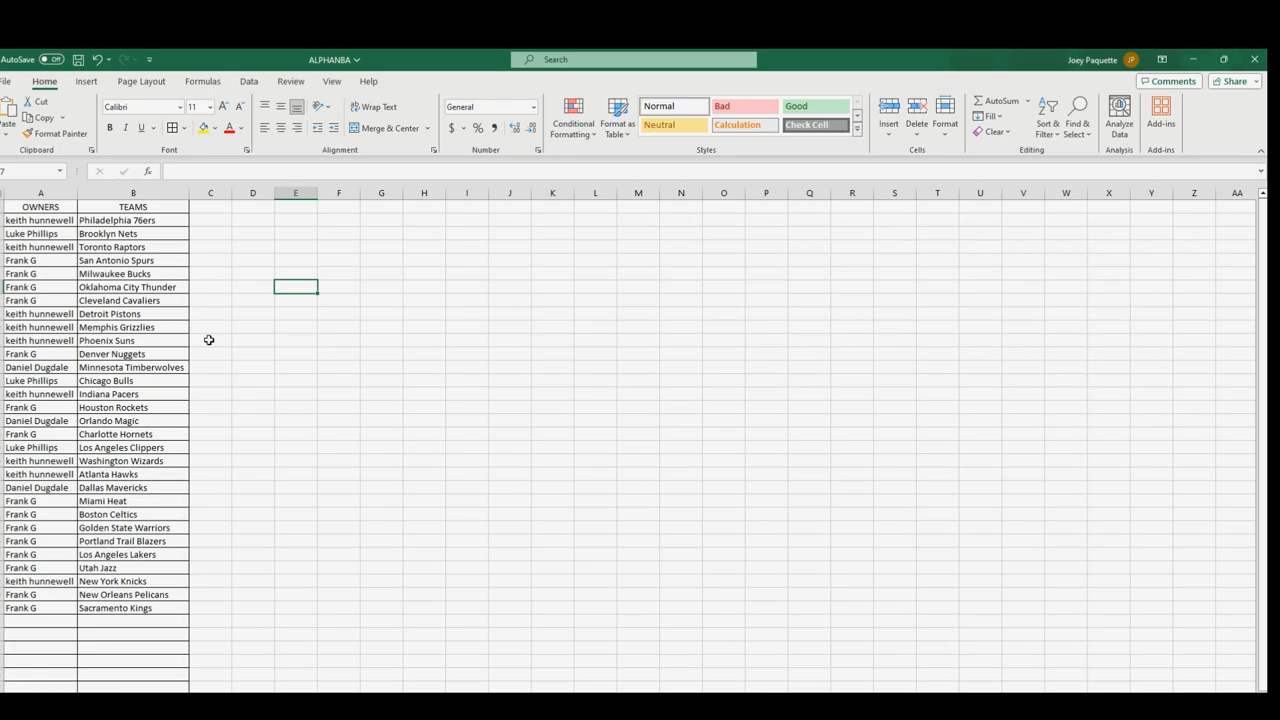 AutoSave Off ALPHANBA Search Joey Paquette JP
File Home Insert Page Layout Formulas Data Review View Help Comments Share
Paste Cut Copy Format Painter Clipboard
Calibri 11 A A B I U A Font
Wrap Text Merge & Center Alignment
General $ % , Number
Conditional Formatting Format as Table Normal Bad Good Neutral Calculation Check Cell Styles
Insert Delete Format Cells
AutoSum Fill Clear Sort & Filter Find & Select Editing
Analyze Data Analysis
Add-ins Add-ins
7 fx
A B C D E F G H I J K L M N O P Q R S T U V W X Y Z AA
OWNERS TEAMS
keith hunnewell Philadelphia 76ers
Luke Phillips Brooklyn Nets
keith hunnewell Toronto Raptors
Frank G San Antonio Spurs
Frank G Milwaukee Bucks
Frank G Oklahoma City Thunder
Frank G Cleveland Cavaliers
keith hunnewell Detroit Pistons
keith hunnewell Memphis Grizzlies
keith hunnewell Phoenix Suns
Frank G Denver Nuggets
Daniel Dugdale Minnesota Timberwolves
Luke Phillips Chicago Bulls
keith hunnewell Indiana Pacers
Frank G Houston Rockets
Daniel Dugdale Orlando Magic
Frank G Charlotte Hornets
Luke Phillips Los Angeles Clippers
keith hunnewell Washington Wizards
keith hunnewell Atlanta Hawks
Daniel Dugdale Dallas Mavericks
Frank G Miami Heat
Frank G Boston Celtics
Frank G Golden State Warriors
Frank G Portland Trail Blazers
Frank G Los Angeles Lakers
Frank G Utah Jazz
keith hunnewell New York Knicks
Frank G New Orleans Pelicans
Frank G Sacramento Kings